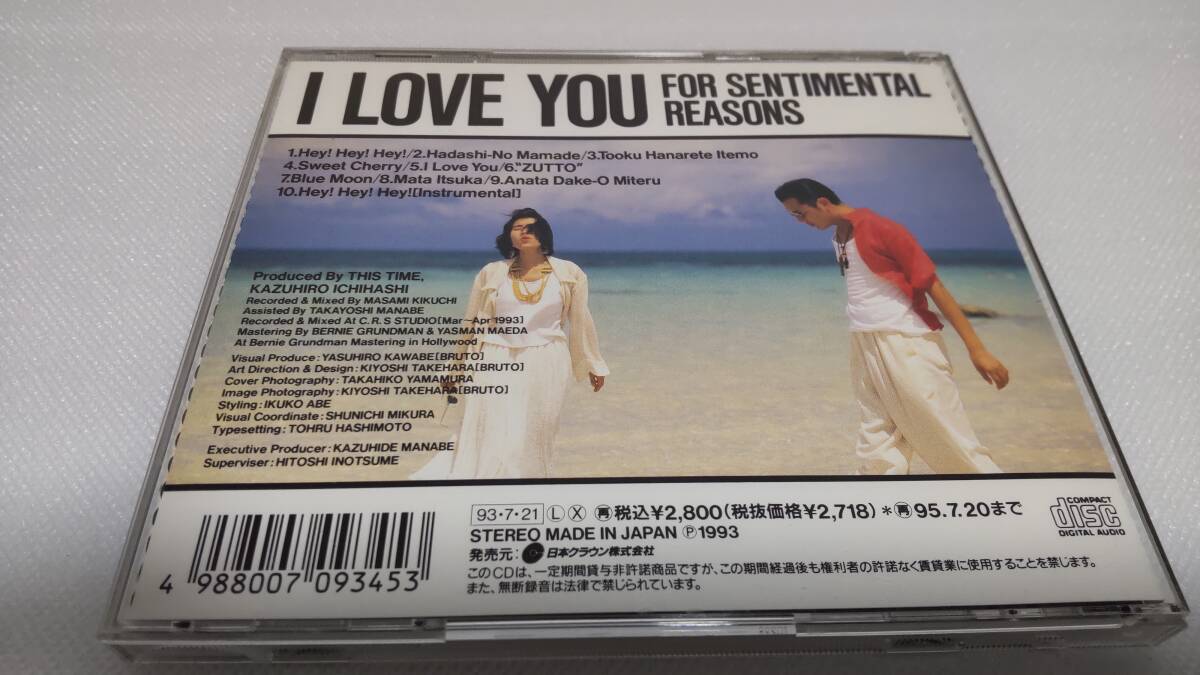 I LOVE YOU FOR SENTIMENTAL
REASONS
1.Hey! Hey! Hey!/2.Hadashi-No Mamade/3.Tooku Hanarete Itemo
4.Sweet Cherry/5.I Love You/6."ZUTTO"
7.Blue Moon/8.Mata Itsuka/9.Anata Dake-O Miteru
10.Hey! Hey! Hey![Instrumental]
Produced By THIS TIME,
KAZUHIRO ICHIHASHI
Recorded & Mixed By MASAMI KIKUCHI
Assisted By TAKAYOSHI MANABE
Recorded & Mixed At C.R.S STUDIO[Mar~Apr 1993]
Mastering By BERNIE GRUNDMAN & YASMAN MAEDA
At Bernie Grundman Mastering in Hollywood
Visual Produce:YASUHIRO KAWABE[BRUTO]
Art Direction & Design:KIYOSHI TAKEHARA[BRUTO]
Cover Photography:TAKAHIKO YAMAMURA
Image Photography:KIYOSHI TAKEHARA[BRUTO]
Styling:IKUKO ABE
Visual Coordinate:SHUNICHI MIKURA
Typesetting:TOHRU HASHIMOTO
Executive Producer:KAZUHIDE MANABE
Superviser:HITOSHI INOTSUME
93・7・21 Ⓛ Ⓧ 再税込¥2,800(税抜価格¥2,718)*再95.7.20まで
STEREO MADE IN JAPAN Ⓟ1993
発売元: 日本クラウン株式会社
このCDは、一定期間貸与非許諾商品ですが、この期間経過後も権利者の許諾なく賃貸業に使用することを禁じます。
また、無断録音は法律で禁じられています。
COMPACT
disc
DIGITAL AUDIO
4 988007 093453